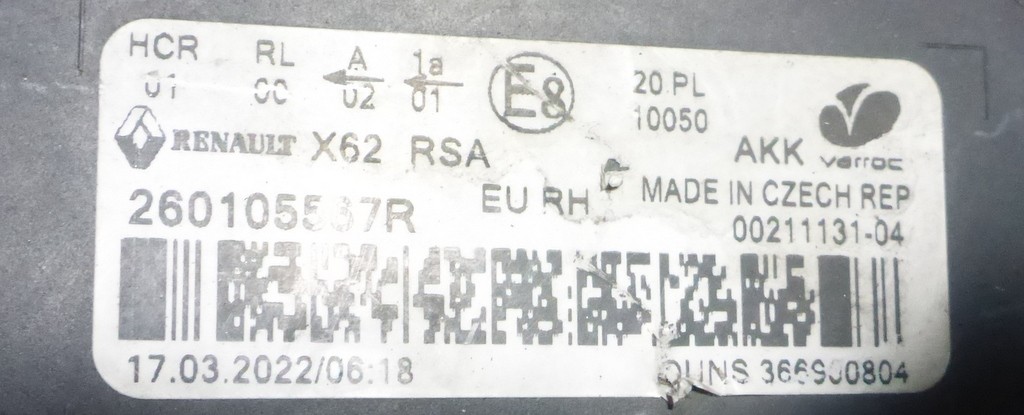 HCR RL A 1a E8 20.PL
01 00 02 01 10050
RENAULT X62 RSA AKK varroc
EU RH MADE IN CZECH REP
00211131-04
17.03.2022/06:18 DUNS